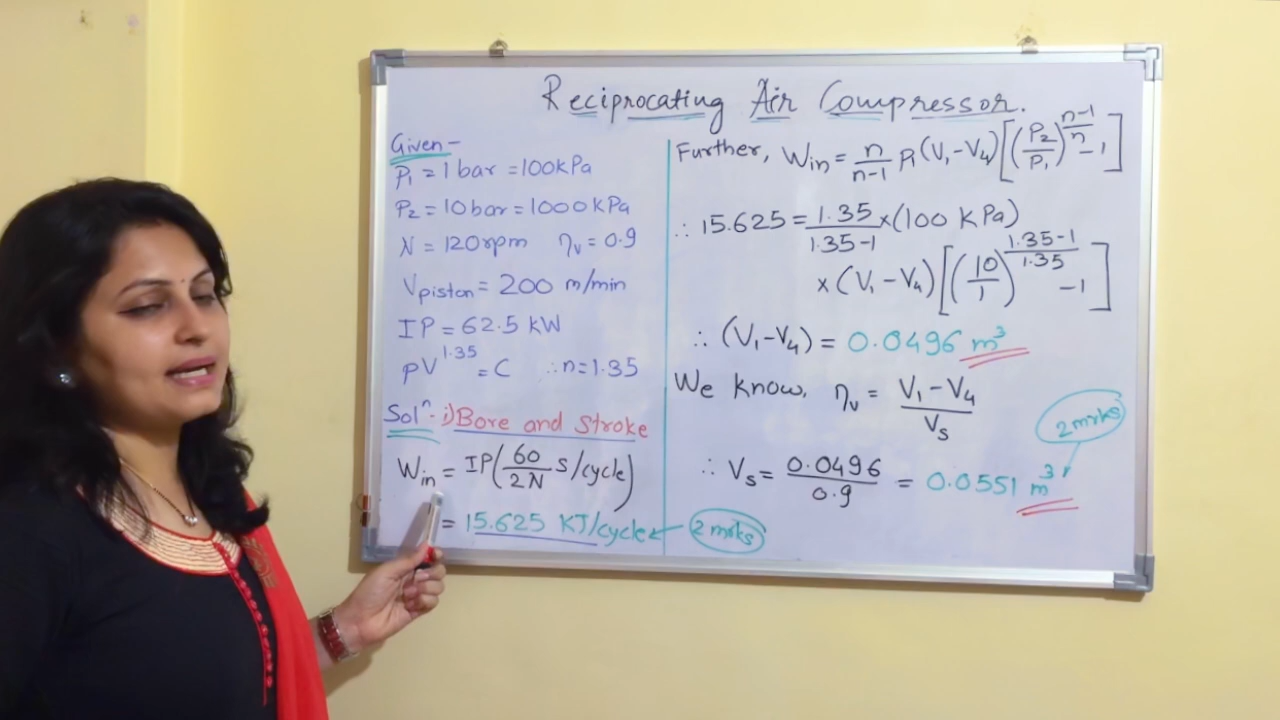 Reciprocating Air Compressor.
Given-
P₁ = 1 bar = 100kPa
P₂ = 10 bar = 1000 KPa
N = 120 rpm ηᵥ = 0.9
Vpiston = 200 m/min
IP = 62.5 KW
PV^1.35 = C ∴ n = 1.35
Solⁿ- i) Bore and Stroke
Win = IP(60/2N s/cycle)
= 15.625 KJ/cycle ← 2 mrks
Further, Win = n/n-1 P₁ (V₁-V₄)[(P₂/P₁)^(n-1/n) -1]
∴ 15.625 = 1.35/1.35-1 × (100 KPa)
× (V₁ - V₄)[(10/1)^(1.35-1/1.35) -1]
∴ (V₁-V₄) = 0.0496 m³
We know, ηᵥ = V₁ - V₄/Vs
2 mrks
∴ Vs = 0.0496/0.9 = 0.0551 m³